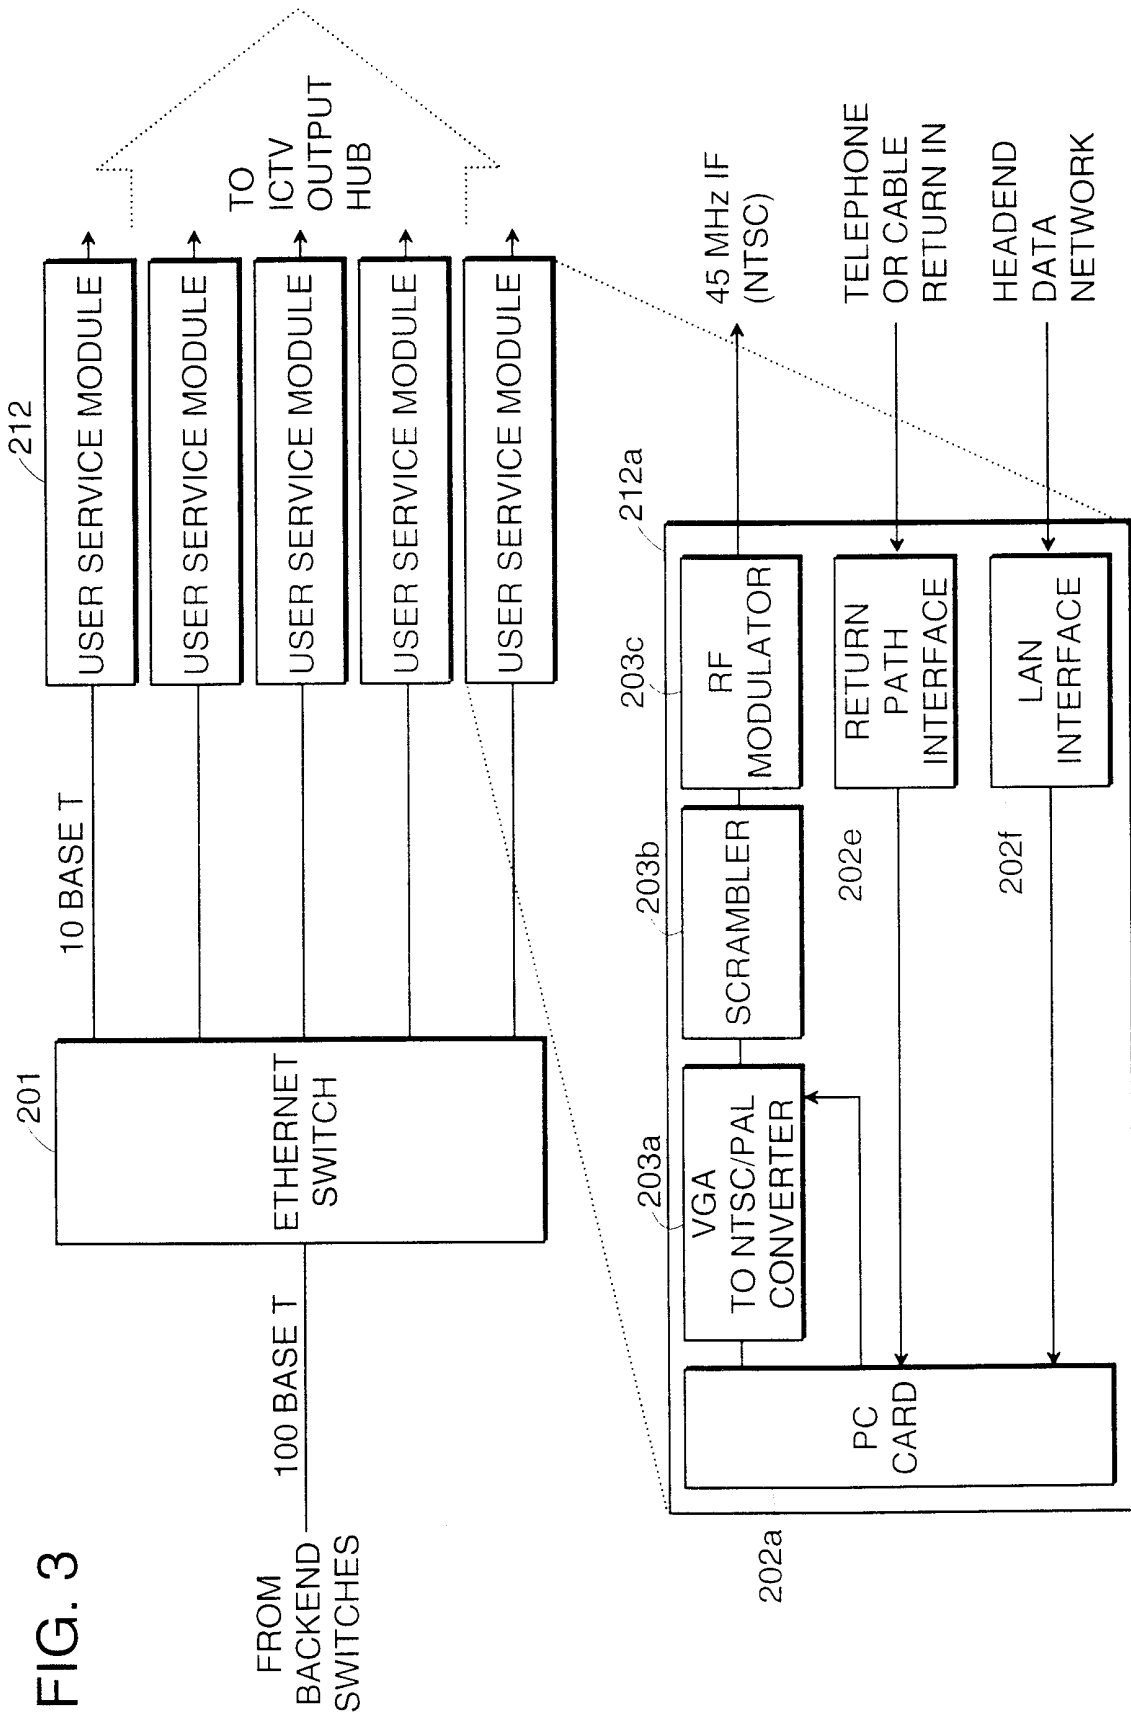 FIG. 3
FROM
BACKEND
SWITCHES
100 BASE T
201
ETHERNET
SWITCH
10 BASE T
212
USER SERVICE MODULE
USER SERVICE MODULE
USER SERVICE MODULE
USER SERVICE MODULE
USER SERVICE MODULE
TO
ICTV
OUTPUT
HUB
212a
202a
PC
CARD
203a
VGA
TO NTSC/PAL
CONVERTER
203b
SCRAMBLER
203c
RF
MODULATOR
45 MHz IF
(NTSC)
202e
RETURN
PATH
INTERFACE
TELEPHONE
OR CABLE
RETURN IN
202f
LAN
INTERFACE
HEADEND
DATA
NETWORK